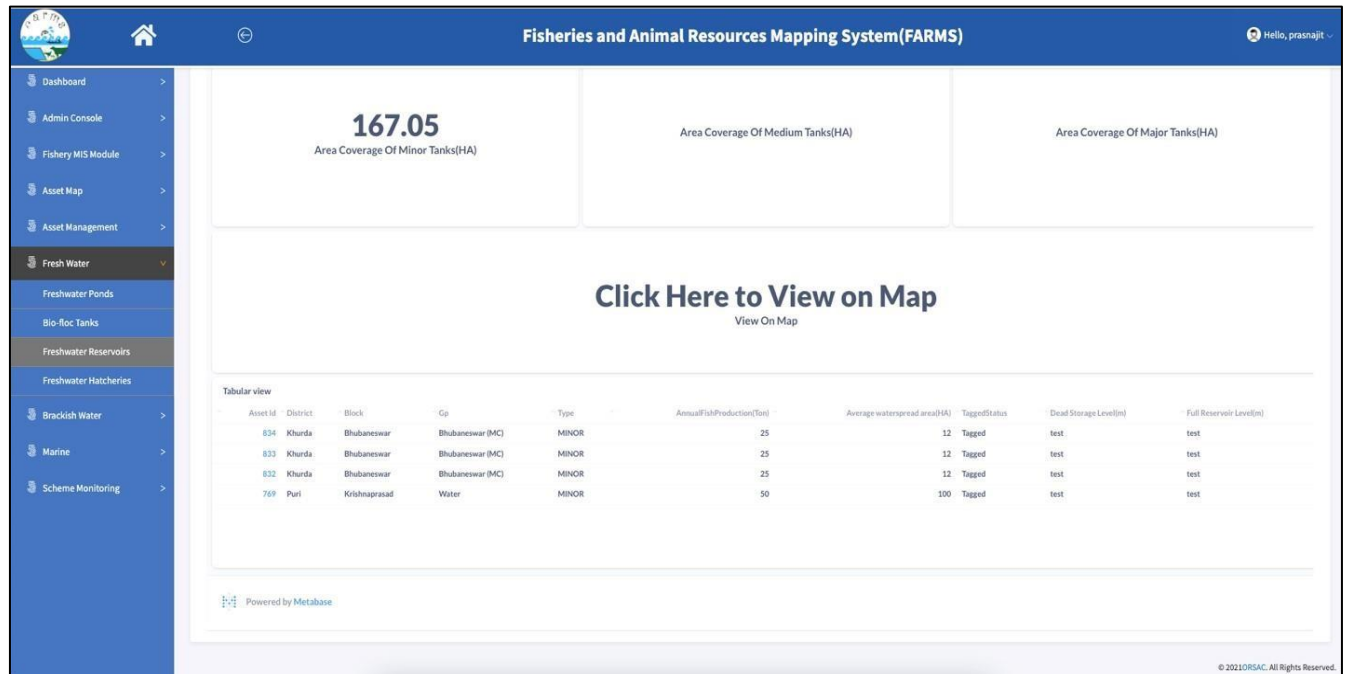 farms
Fisheries and Animal Resources Mapping System(FARMS)
Hello, prasnajit
Dashboard >
Admin Console >
Fishery MIS Module >
Asset Map >
Asset Management >
Fresh Water
Freshwater Ponds
Bio-floc Tanks
Freshwater Reservoirs
Freshwater Hatcheries
Brackish Water >
Marine >
Scheme Monitoring >
167.05
Area Coverage Of Minor Tanks(HA)
Area Coverage Of Medium Tanks(HA)
Area Coverage Of Major Tanks(HA)
Click Here to View on Map
View On Map
Tabular view
Asset Id District Block Gp Type AnnualFishProduction(Ton) Average waterspread area(HA) TaggedStatus Dead Storage Level(m) Full Reservoir Level(m)
834 Khurda Bhubaneswar Bhubaneswar (MC) MINOR 25 12 Tagged test test
833 Khurda Bhubaneswar Bhubaneswar (MC) MINOR 25 12 Tagged test test
832 Khurda Bhubaneswar Bhubaneswar (MC) MINOR 25 12 Tagged test test
769 Puri Krishnaprasad Water MINOR 50 100 Tagged test test
Powered by Metabase
© 2021ORSAC. All Rights Reserved.